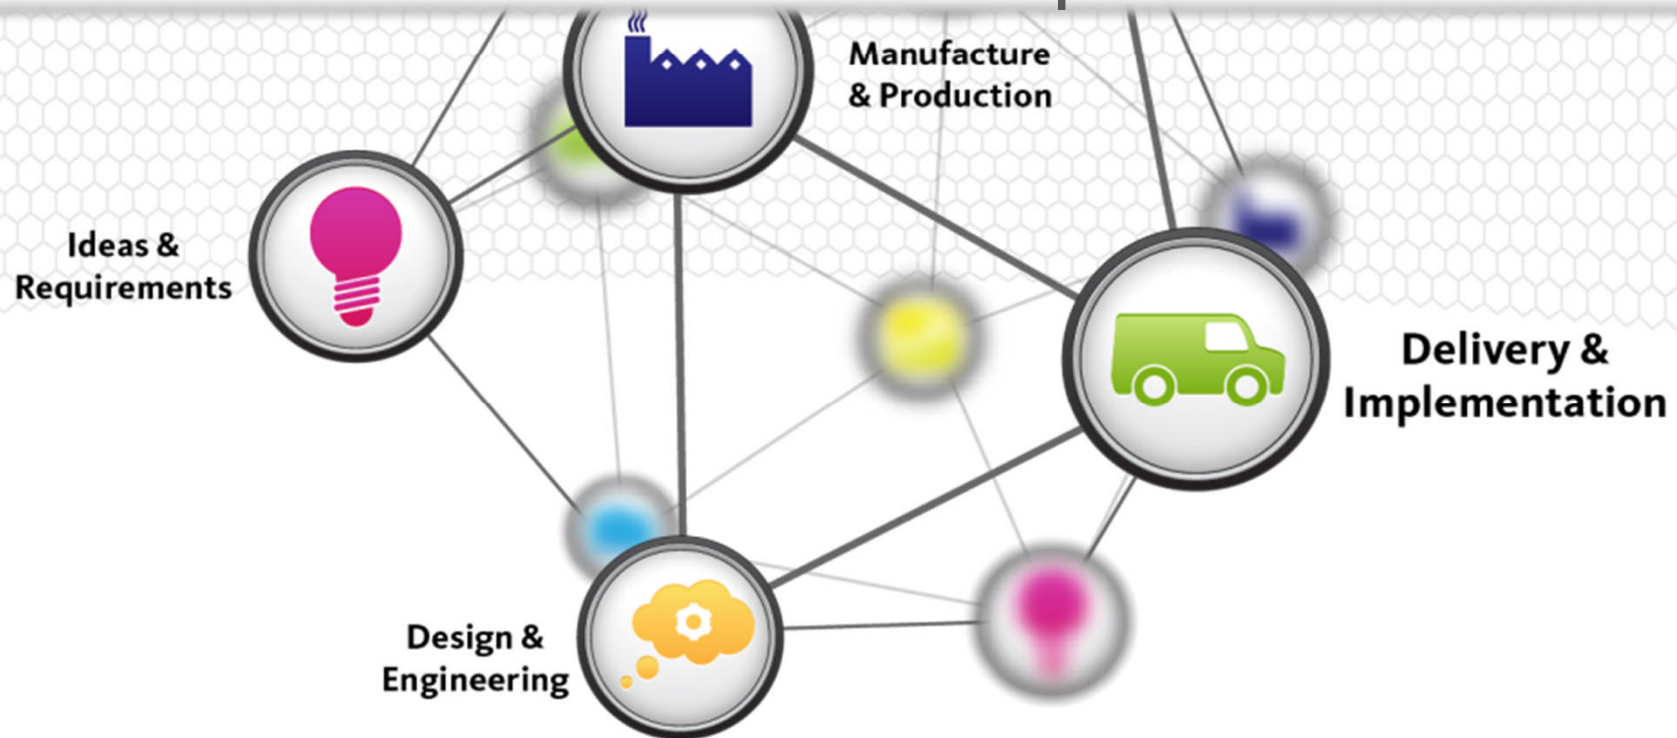 Manufacture
& Production
Ideas &
Requirements
Delivery &
Implementation
Design &
Engineering